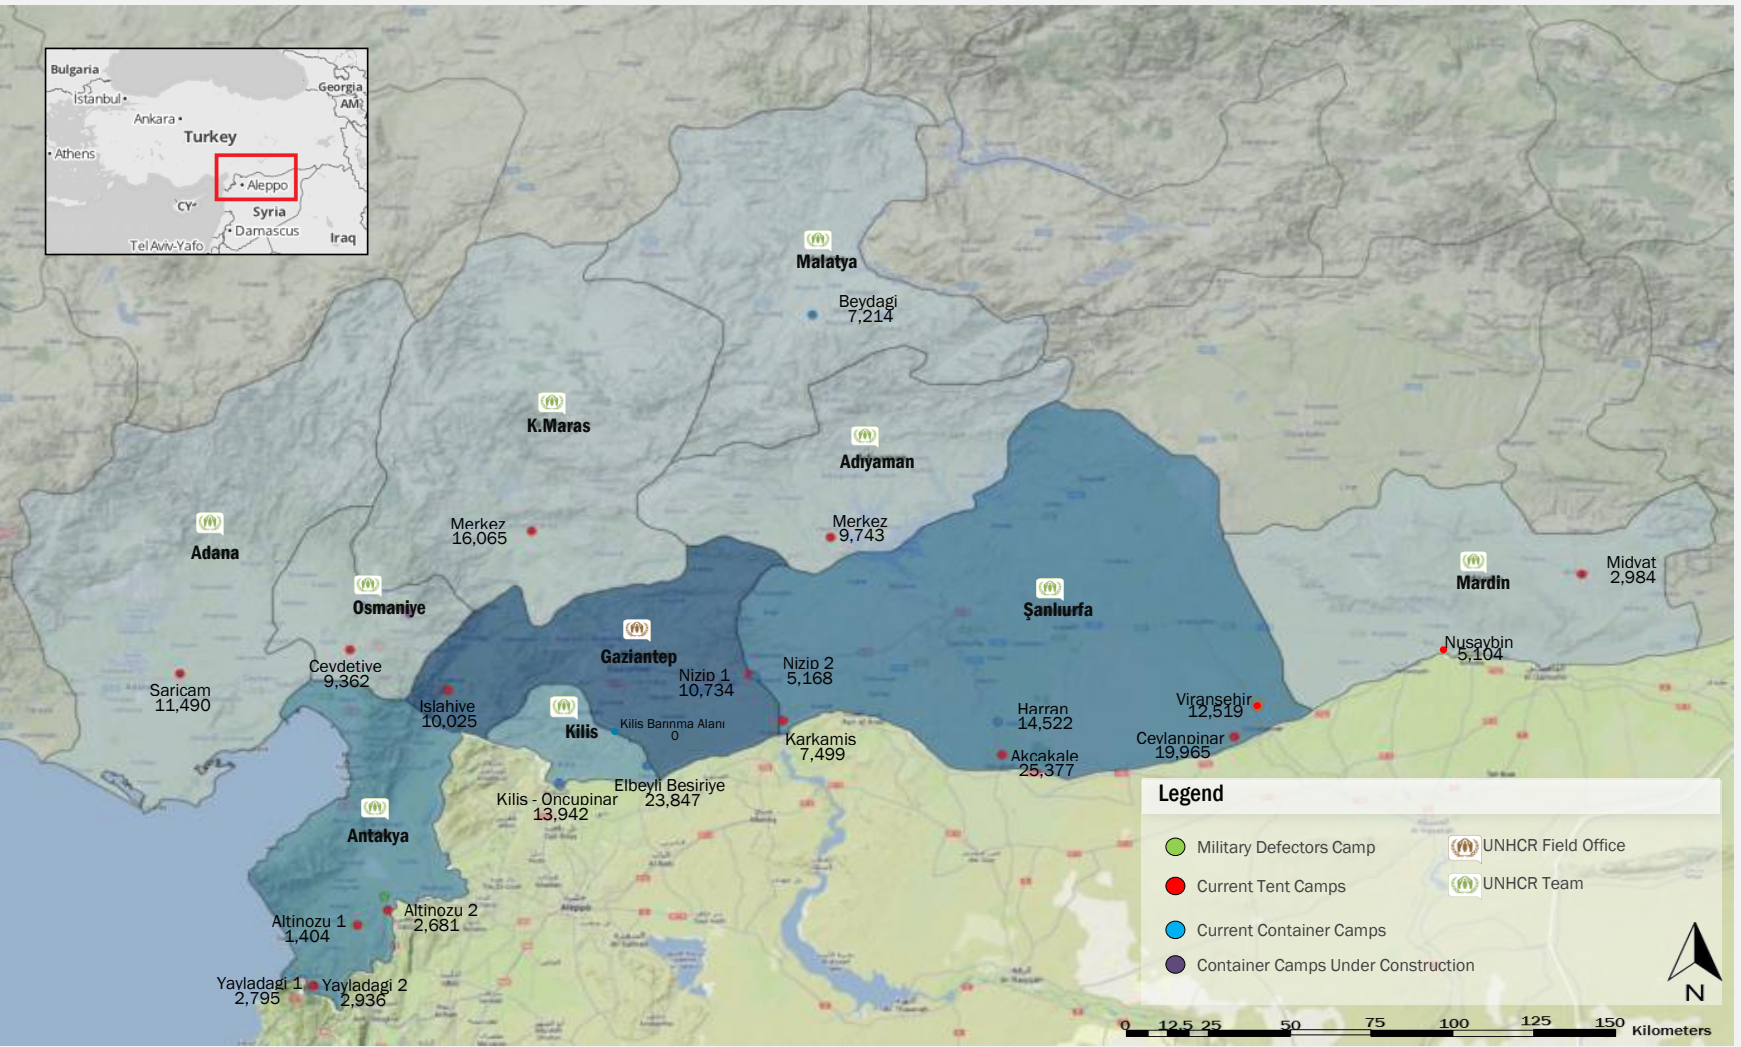 Bulgaria
Georgia
İstanbul
AM
Ankara
Turkey
Athens
Aleppo
CY
Syria
Damascus
Tel Aviv-Yafo
Iraq
Malatya
Beydagi
7,214
K.Maras
Adıyaman
Merkez
16,065
Merkez
9,743
Adana
Osmaniye
Şanlıurfa
Mardin
Midyat
2,984
Nusaybin
5,104
Gaziantep
Cevdetiye
9,362
Saricam
11,490
Nizip 1
10,734
Nizip 2
5,168
Islahiye
10,025
Kilis
Kilis Barınma Alanı
0
Viranşehir
12,519
Harran
14,522
Ceylanpinar
19,965
Karkamis
7,499
Akcakale
25,377
Elbeyli Besiriye
23,847
Kilis - Oncupinar
13,942
Antakya
Altinozu 1
1,404
Altinozu 2
2,681
Yayladagi 1
2,795
Yayladagi 2
2,936
Aleppo
Legend
Military Defectors Camp
UNHCR Field Office
Current Tent Camps
UNHCR Team
Current Container Camps
Container Camps Under Construction
N
0 12.5 25 50 75 100 125 150 Kilometers